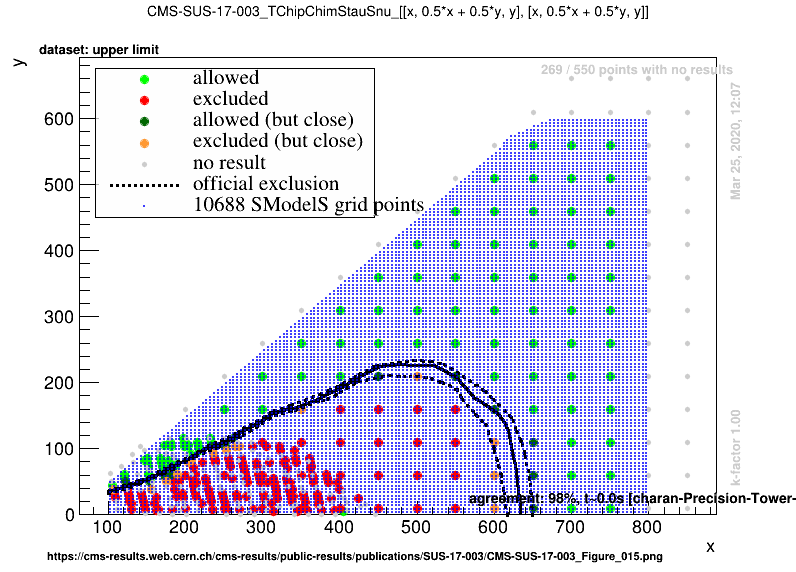 CMS-SUS-17-003_TChipChimStauSnu_[[x, 0.5*x + 0.5*y, y], [x, 0.5*x + 0.5*y, y]]
dataset: upper limit
y
269 / 550 points with no results
allowed
excluded
allowed (but close)
excluded (but close)
no result
official exclusion
10688 SModelS grid points
Mar 25, 2020, 12:07
600
500
400
300
200
100
0
k-factor 1.00
agreement: 98%, t~0.0s [charan-Precision-Tower-
100 200 300 400 500 600 700 800
x
https://cms-results.web.cern.ch/cms-results/public-results/publications/SUS-17-003/CMS-SUS-17-003_Figure_015.png